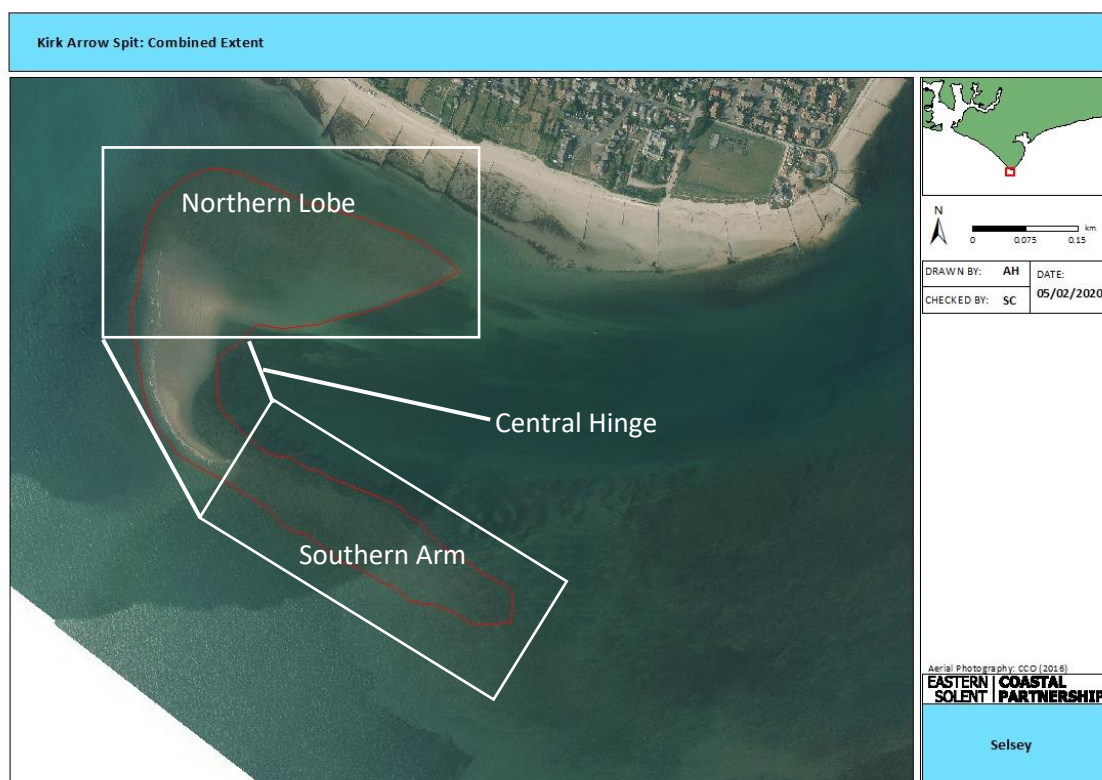 Kirk Arrow Spit: Combined Extent
Northern Lobe
Central Hinge
Southern Arm
N
km
0 0.075 0.15
DRAWN BY: AH
DATE:
05/02/2020
CHECKED BY: SC
Aerial Photography: CCO (2016)
EASTERN | COASTAL
SOLENT | PARTNERSHIP
Selsey